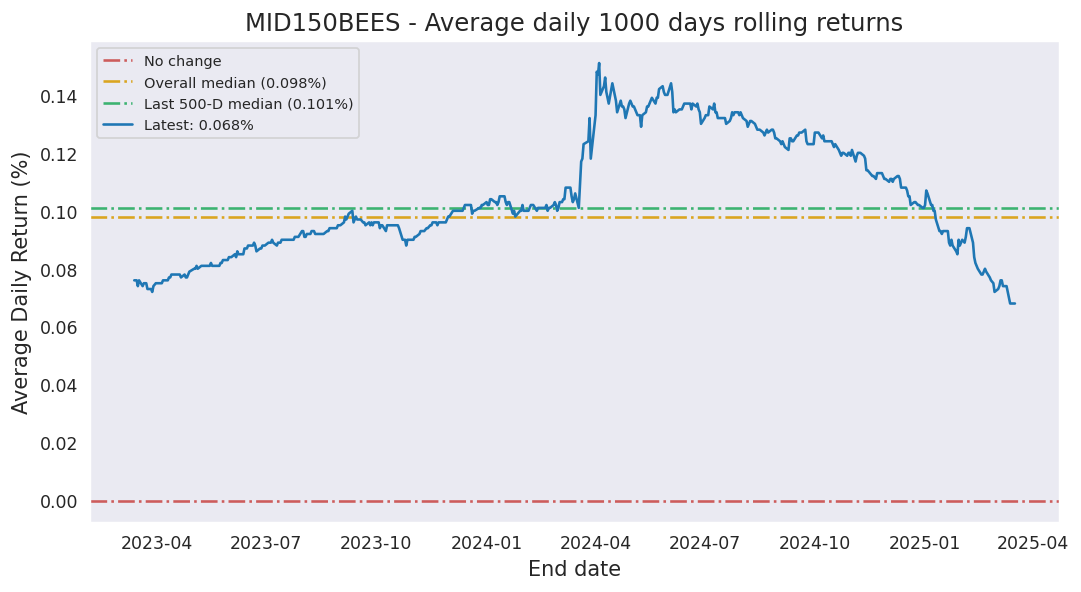 MID150BEES - Average daily 1000 days rolling returns
No change
Overall median (0.098%)
Last 500-D median (0.101%)
Latest: 0.068%
Average Daily Return (%)
0.14
0.12
0.10
0.08
0.06
0.04
0.02
0.00
2023-04 2023-07 2023-10 2024-01 2024-04 2024-07 2024-10 2025-01 2025-04
End date